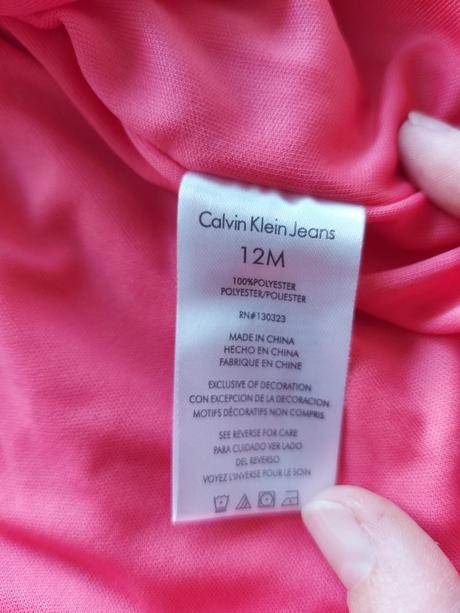 Calvin Klein Jeans
12M
100%POLYESTER
POLYESTER/POLIESTER
RN#130323
MADE IN CHINA
HECHO EN CHINA
FABRIQUE EN CHINE
EXCLUSIVE OF DECORATION
CON EXCEPCION DE LA DECORACION
MOTIFS DÉCORATIFS NON COMPRIS
SEE REVERSE FOR CARE
PARA CUIDADO VER LADO
DEL REVERSO
VOYEZ L'INVERSE POUR LE SOIN